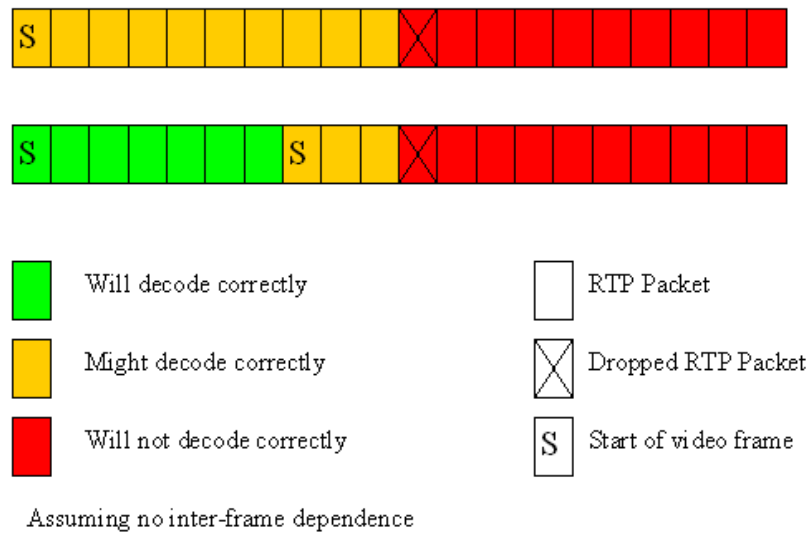 S
S S
Will decode correctly RTP Packet
Might decode correctly Dropped RTP Packet
Will not decode correctly S Start of video frame
Assuming no inter-frame dependence